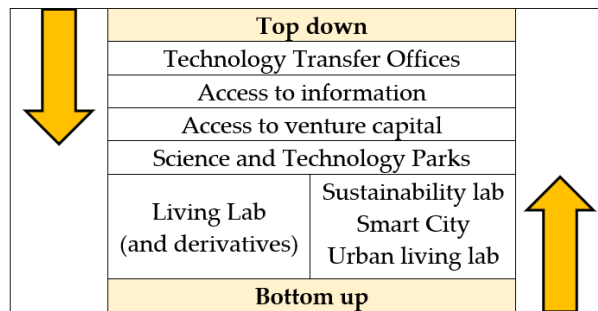 Top down
Technology Transfer Offices
Access to information
Access to venture capital
Science and Technology Parks
Living Lab
(and derivatives)
Sustainability lab
Smart City
Urban living lab
Bottom up